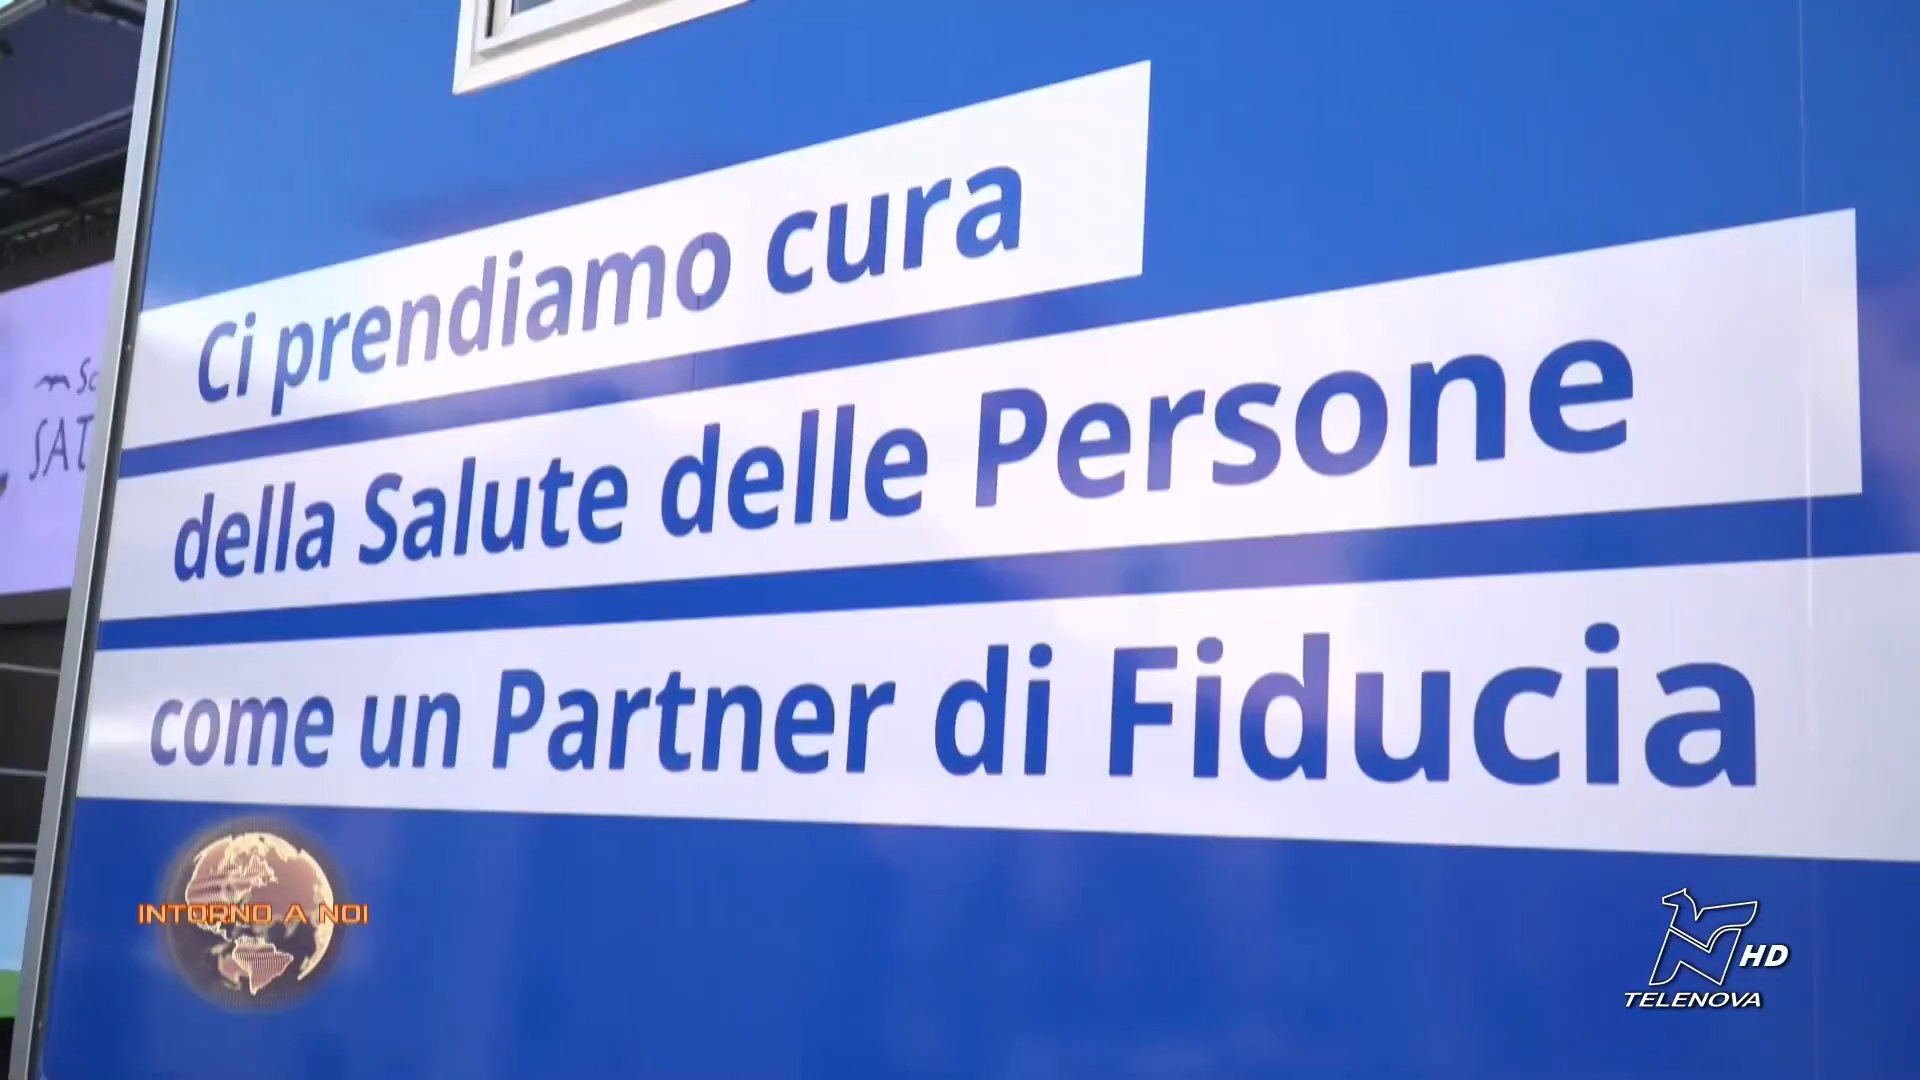 Ci prendiamo cura
della Salute delle Persone
come un Partner di Fiducia
INTORNO A NOI
HD
TELENOVA